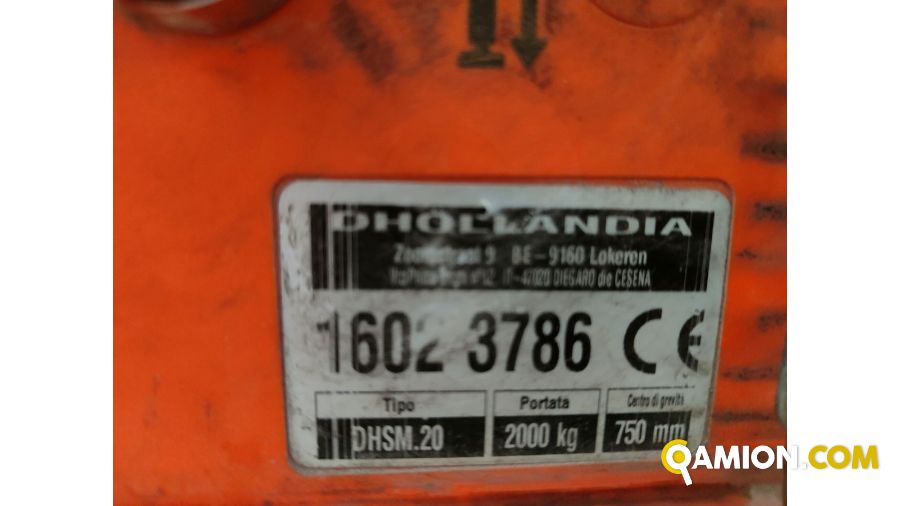 DHOLLANDIA
9 BE-9160 Lokeren
IT-47020 DIEGARO die CESENA
1602 3786 CE
Tipo Portata Centro di gravità
DHSM.20 2000 kg 750 mm
QAMION.COM